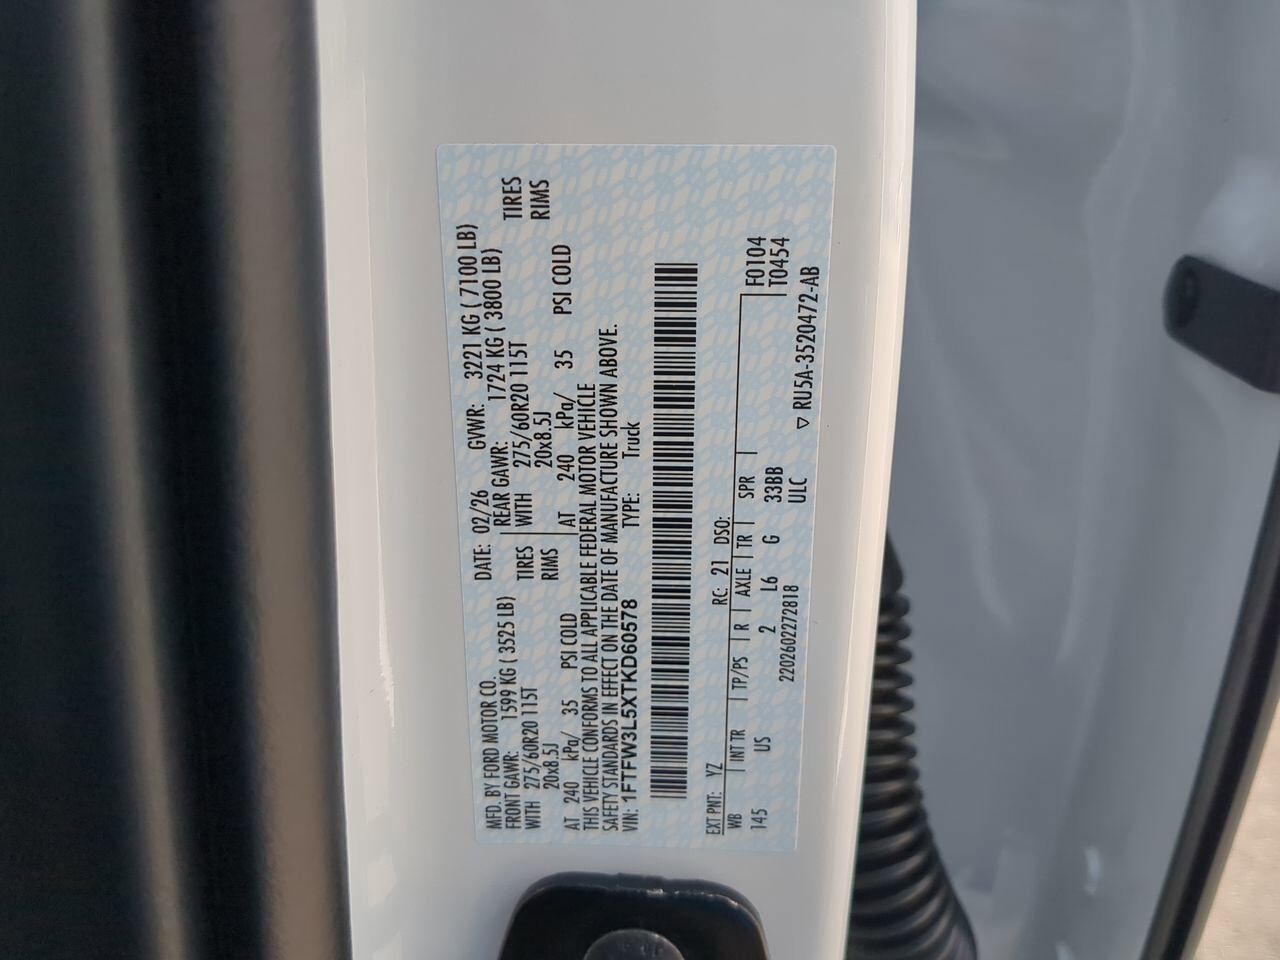 MFD. BY FORD MOTOR CO. DATE: 02/26 GVWR: 3221 KG ( 7100 LB)
FRONT GAWR: 1599 KG ( 3525 LB) REAR GAWR: 1724 KG ( 3800 LB)
WITH 275/60R20 115T TIRES WITH 275/60R20 115T TIRES
20x8.5J RIMS 20x8.5J RIMS
AT 240 kPa/ 35 PSI COLD AT 240 kPa/ 35 PSI COLD
THIS VEHICLE CONFORMS TO ALL APPLICABLE FEDERAL MOTOR VEHICLE
SAFETY STANDARDS IN EFFECT ON THE DATE OF MANUFACTURE SHOWN ABOVE.
VIN: 1FTFW3L5XTKD60578 TYPE: Truck
EXT PNT: YZ RC: 21 DSO:
WB INT TR TP/PS R AXLE TR SPR F0104
T0454
145 US 2 L6 G 33BB
ULC
2202602272818 ▽ RU5A-3520472-AB